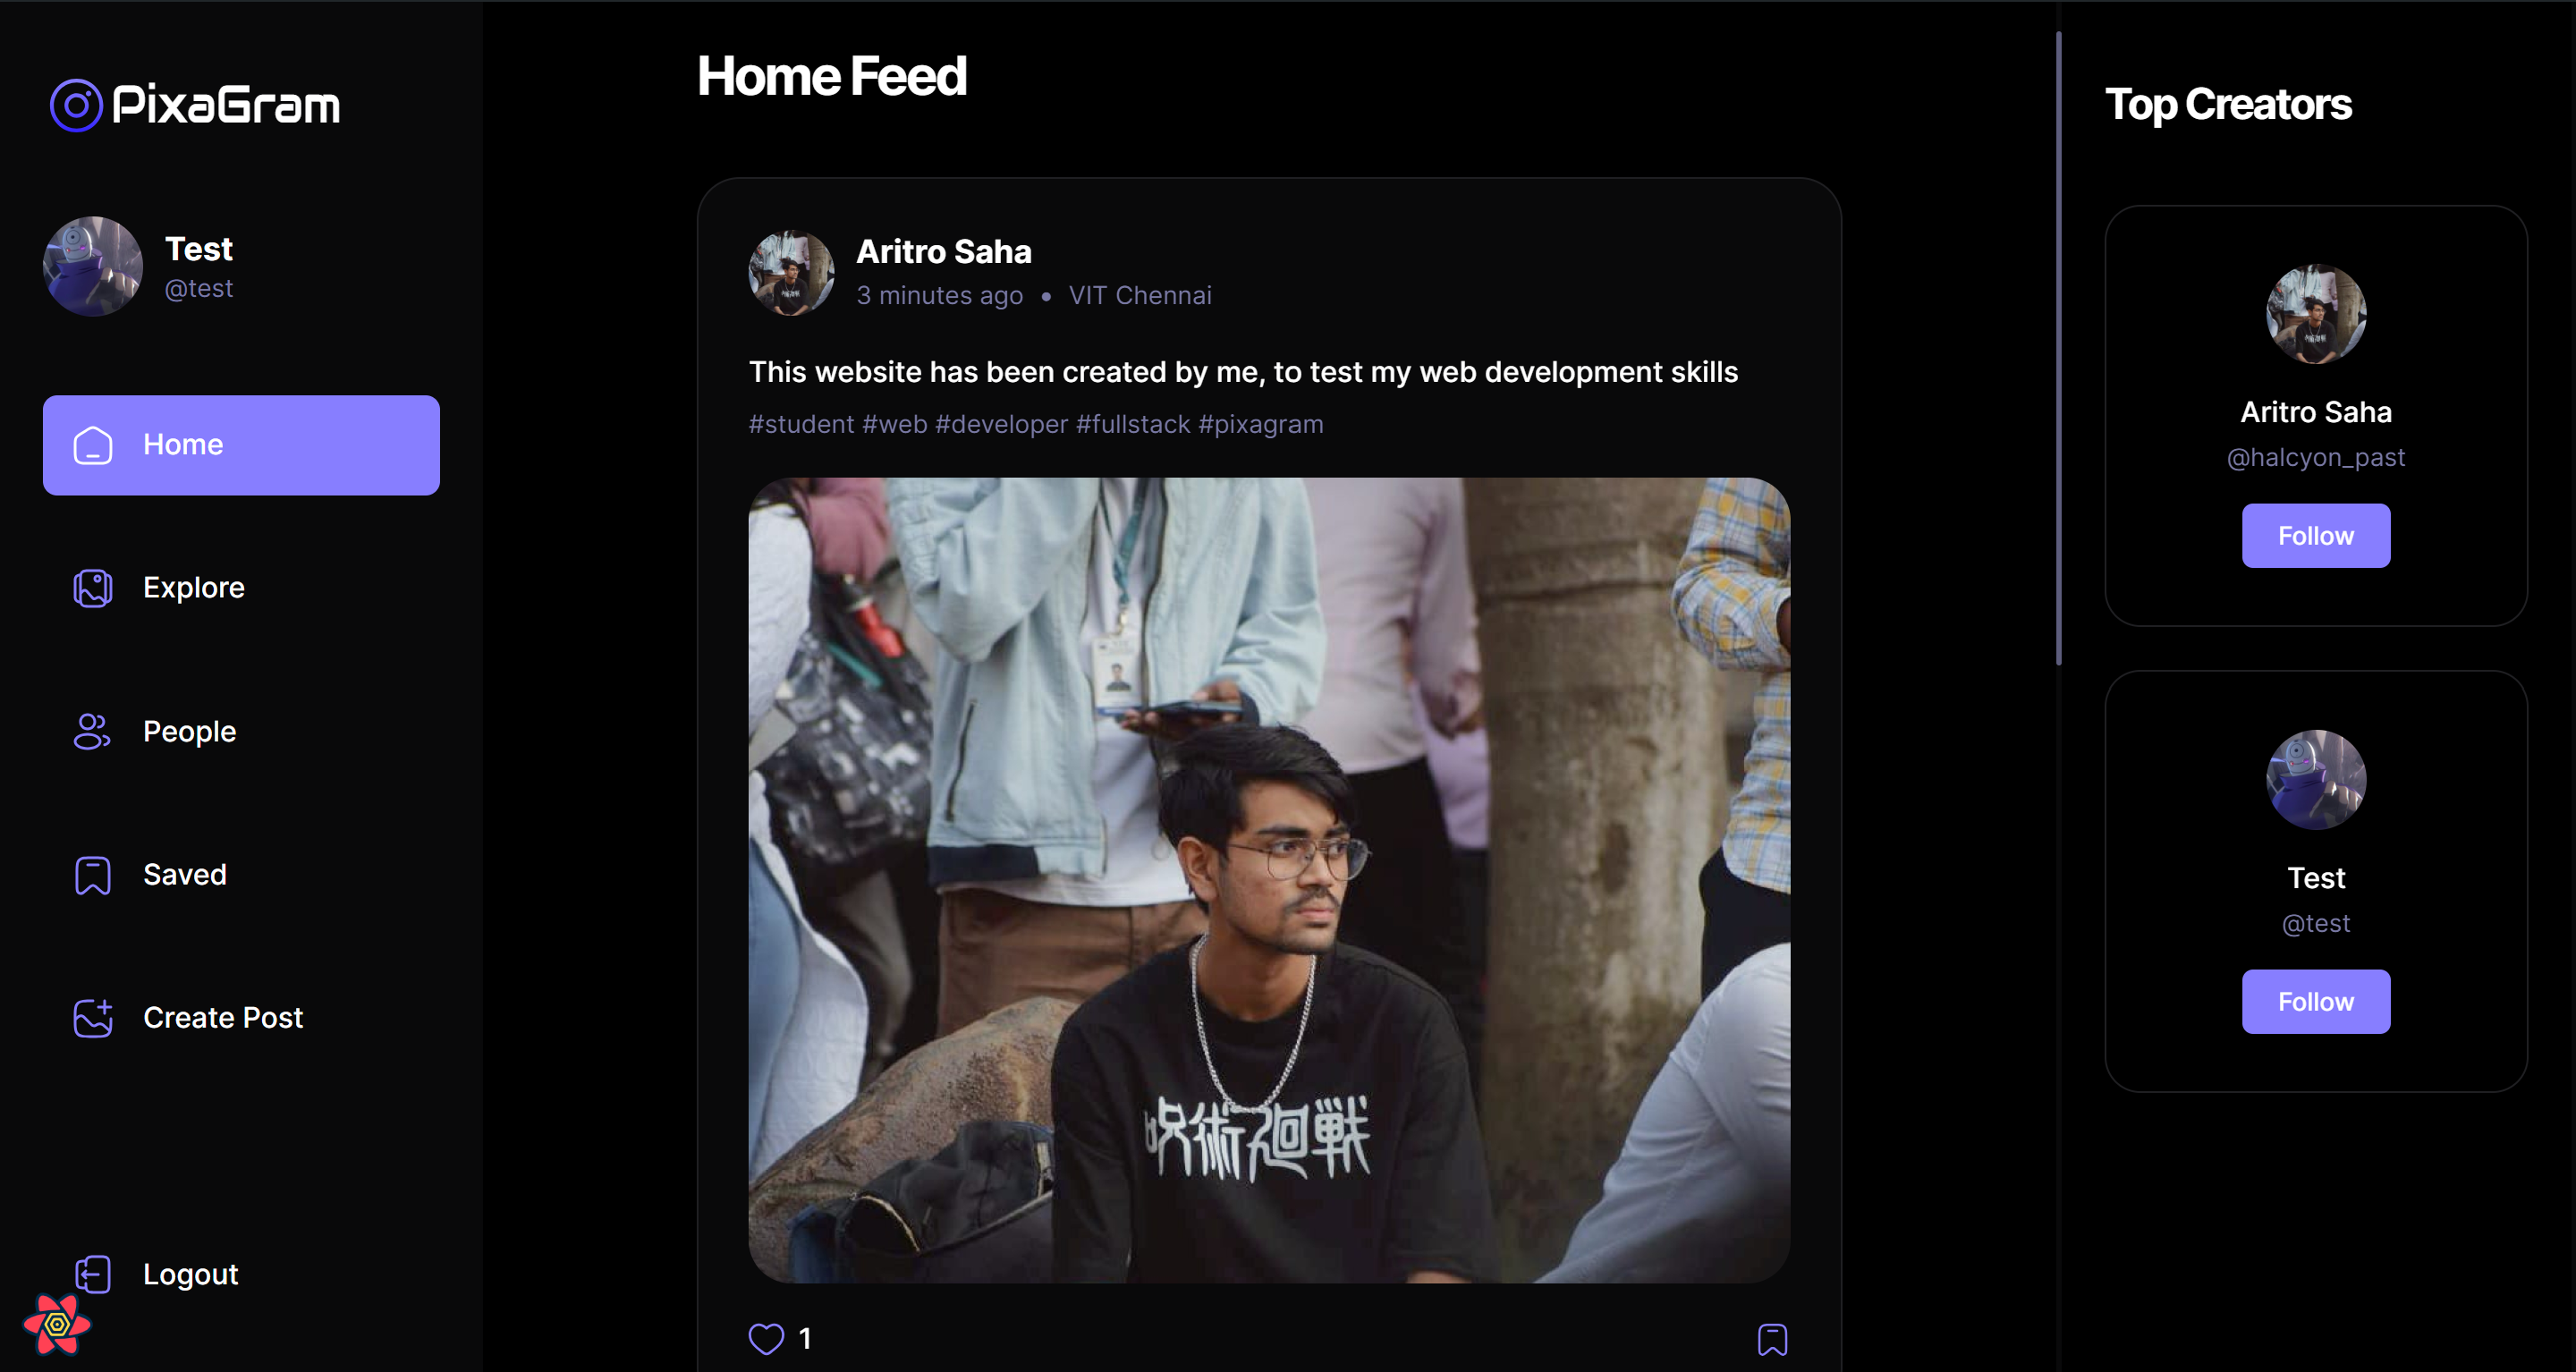 PixaGram
Test
@test
Home
Explore
People
Saved
Create Post
Logout
Home Feed
Aritro Saha
3 minutes ago • VIT Chennai
This website has been created by me, to test my web development skills
#student #web #developer #fullstack #pixagram
呪術廻戦
1
Top Creators
Aritro Saha
@halcyon_past
Follow
Test
@test
Follow